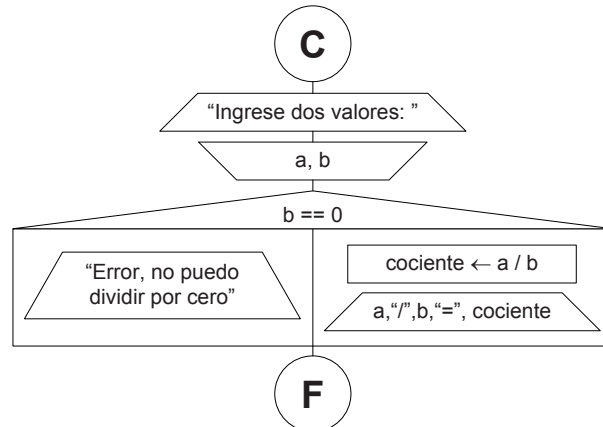 C
“Ingrese dos valores: ”
a, b
b == 0
“Error, no puedo
dividir por cero”
cociente ← a / b
a,“/”,b,“=”, cociente
F